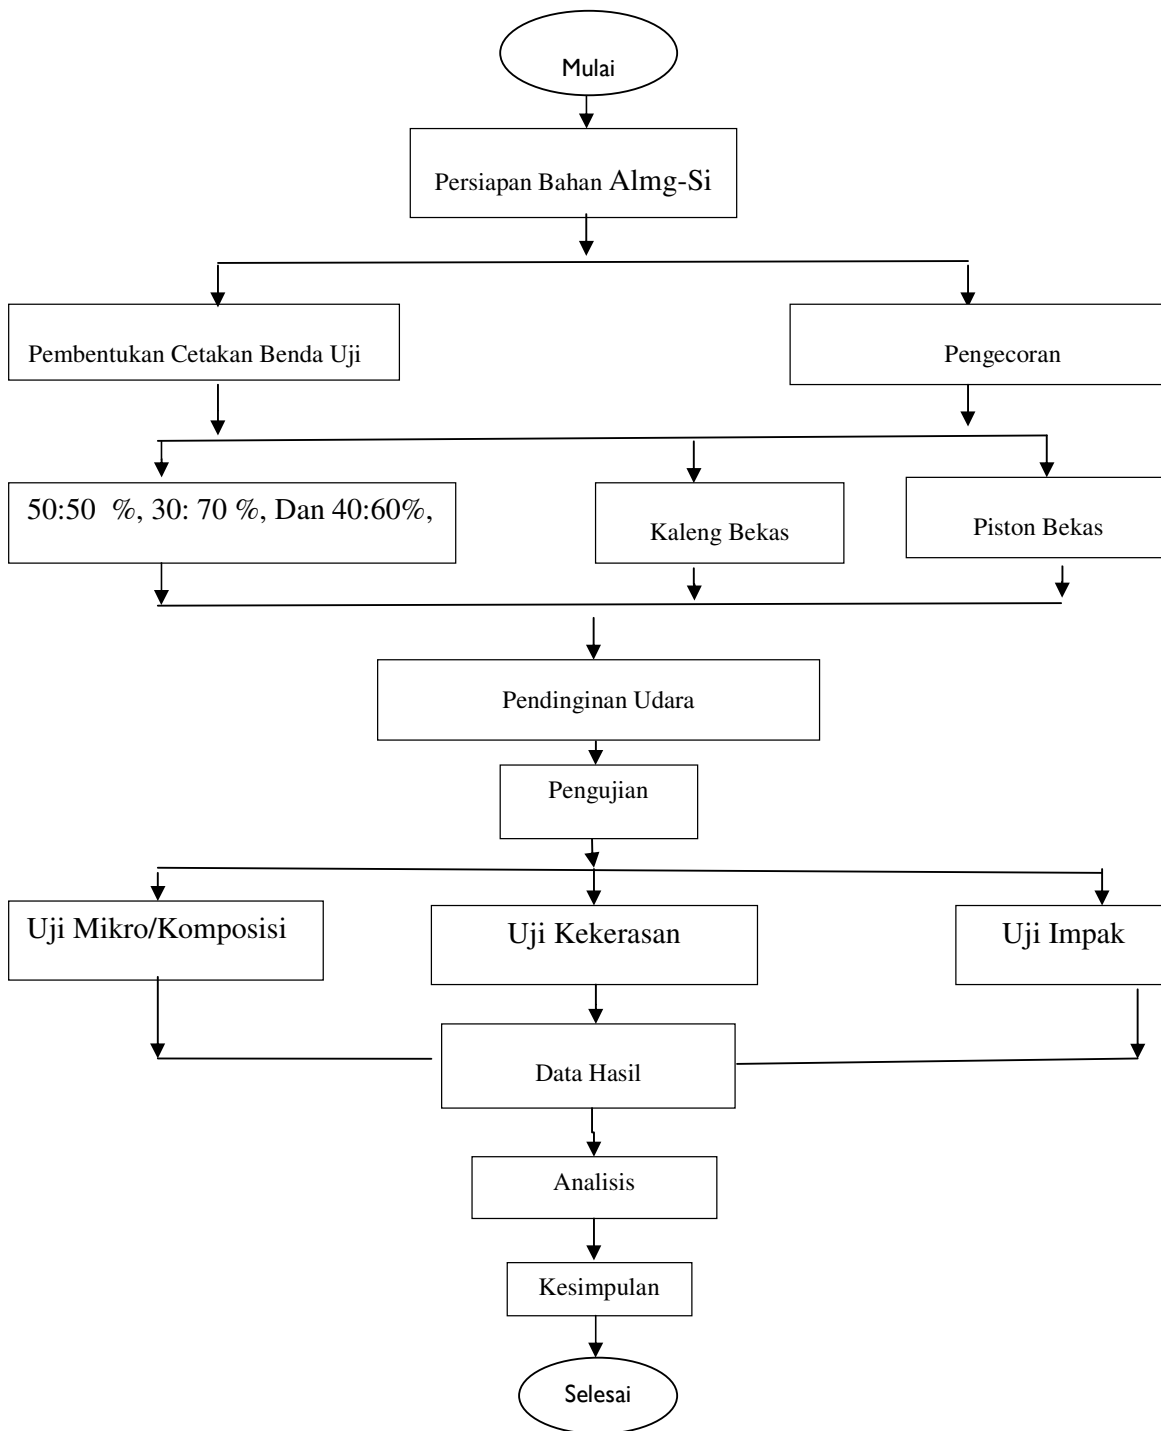 Mulai
Persiapan Bahan Almg-Si
Pembentukan Cetakan Benda Uji
Pengecoran
50:50 %, 30: 70 %, Dan 40:60%,
Kaleng Bekas
Piston Bekas
Pendinginan Udara
Pengujian
Uji Mikro/Komposisi
Uji Kekerasan
Uji Impak
Data Hasil
Analisis
Kesimpulan
Selesai